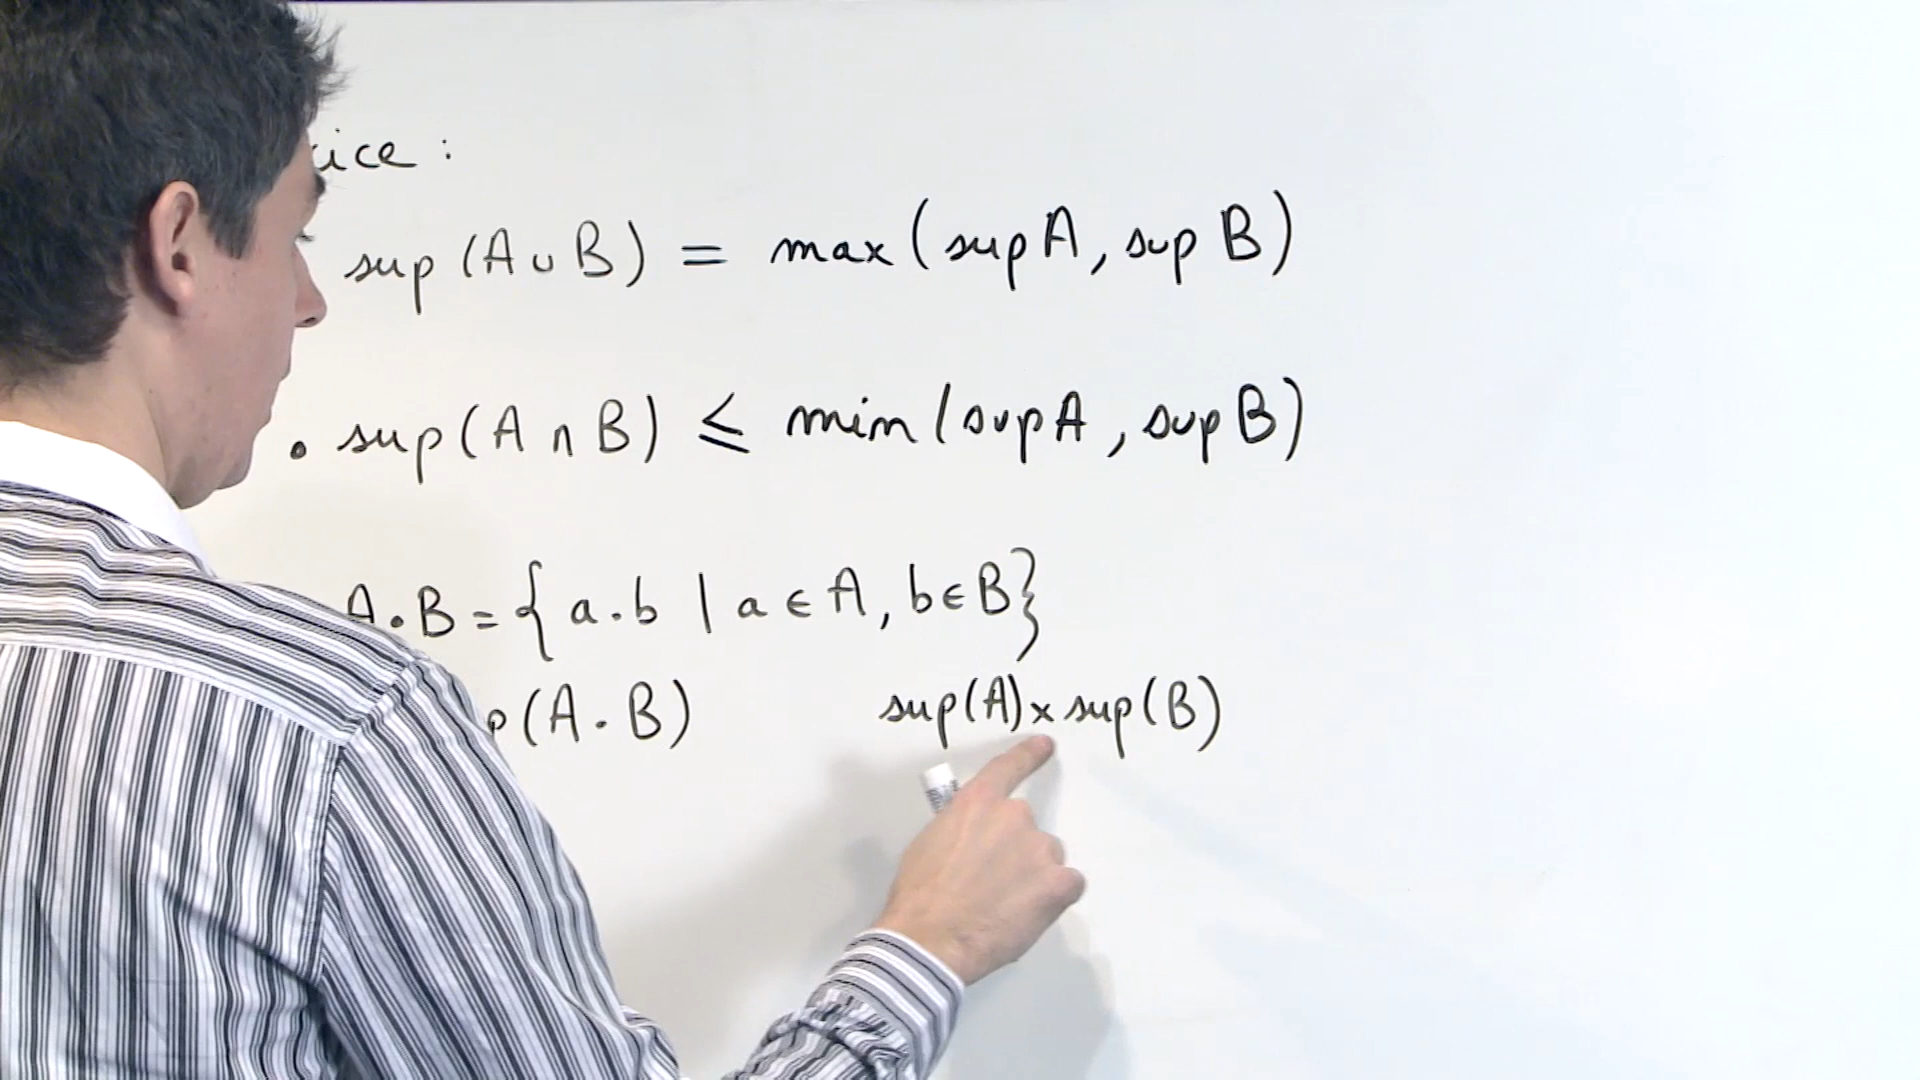 ice :
sup (A ∪ B) = max (sup A, sup B)
• sup (A ∩ B) ≤ min (sup A, sup B)
A.B = {a.b | a ∈ A, b ∈ B}
p (A.B) sup(A) x sup(B)